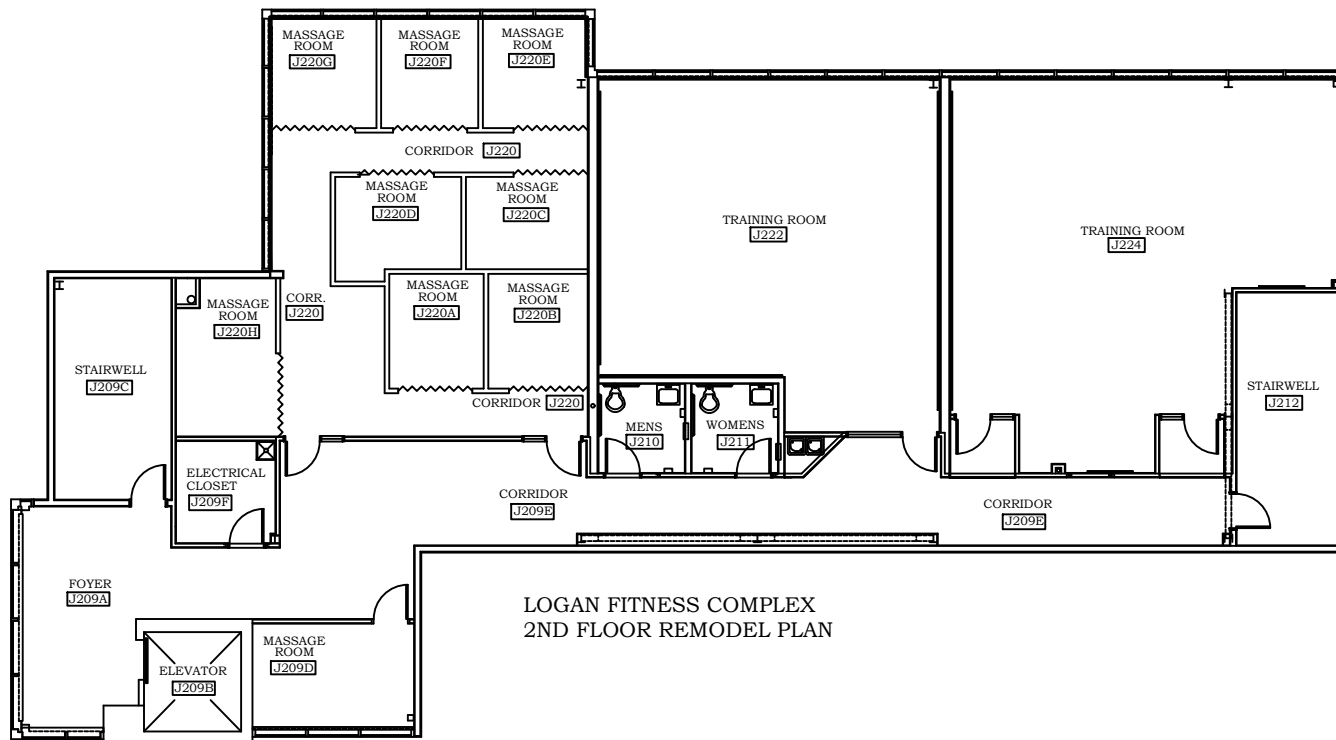 MASSAGE
ROOM
J220G
MASSAGE
ROOM
J220F
MASSAGE
ROOM
J220E
CORRIDOR J220
MASSAGE
ROOM
J220D
MASSAGE
ROOM
J220C
TRAINING ROOM
J222
TRAINING ROOM
J224
MASSAGE
ROOM
J220H
CORR.
J220
MASSAGE
ROOM
J220A
MASSAGE
ROOM
J220B
STAIRWELL
J209C
CORRIDOR J220
STAIRWELL
J212
MENS
J210
WOMENS
J211
ELECTRICAL
CLOSET
J209F
CORRIDOR
J209E
CORRIDOR
J209E
FOYER
J209A
LOGAN FITNESS COMPLEX
2ND FLOOR REMODEL PLAN
MASSAGE
ROOM
J209D
ELEVATOR
J209B